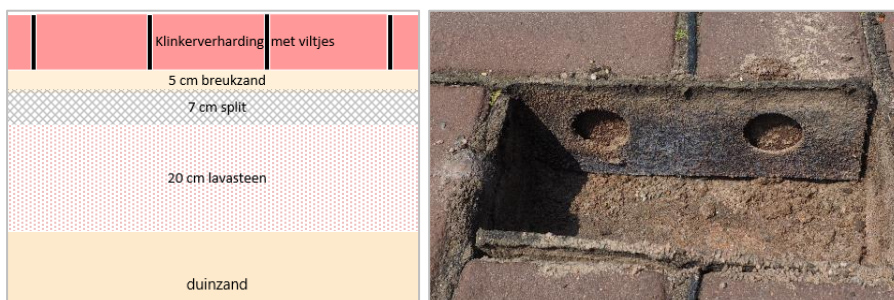 Klinkerverharding met viltjes
5 cm breukzand
7 cm split
20 cm lavasteen
duinzand